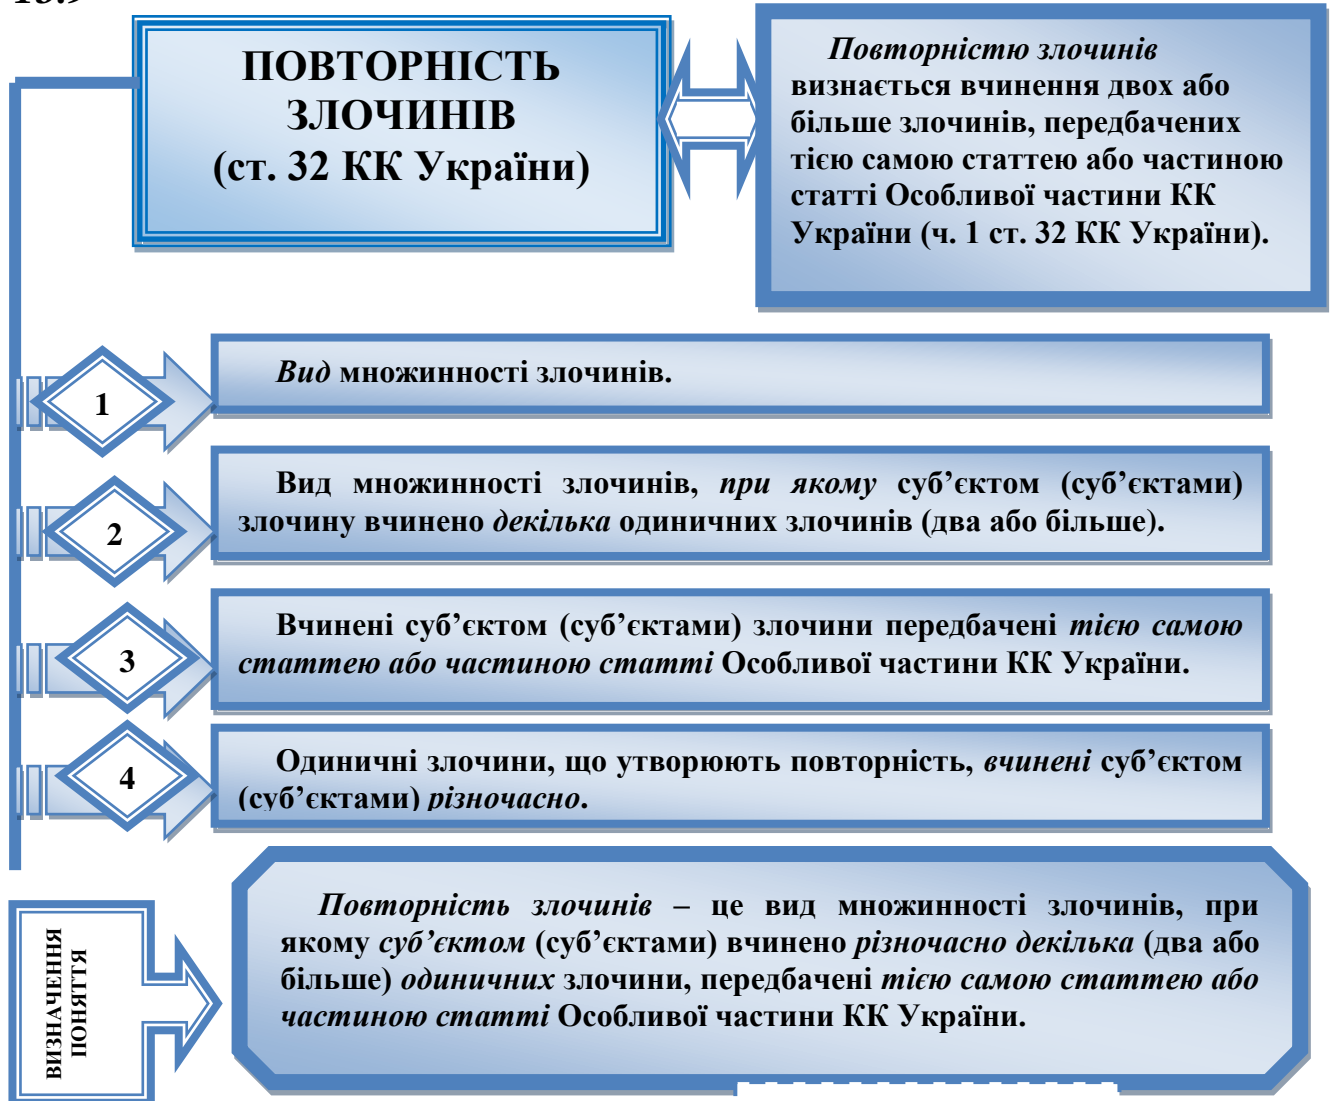 ПОВТОРНІСТЬ
ЗЛОЧИНІВ
(ст. 32 КК України)
Повторністю злочинів
визнається вчинення двох або
більше злочинів, передбачених
тією самою статтею або частиною
статті Особливої частини КК
України (ч. 1 ст. 32 КК України).
1
Вид множинності злочинів.
2
Вид множинності злочинів, при якому суб’єктом (суб’єктами)
злочину вчинено декілька одиничних злочинів (два або більше).
3
Вчинені суб’єктом (суб’єктами) злочини передбачені тією самою
статтею або частиною статті Особливої частини КК України.
4
Одиничні злочини, що утворюють повторність, вчинені суб’єктом
(суб’єктами) різночасно.
ВИЗНАЧЕННЯ
ПОНЯТТЯ
Повторність злочинів – це вид множинності злочинів, при
якому суб’єктом (суб’єктами) вчинено різночасно декілька (два або
більше) одиничних злочини, передбачені тією самою статтею або
частиною статті Особливої частини КК України.